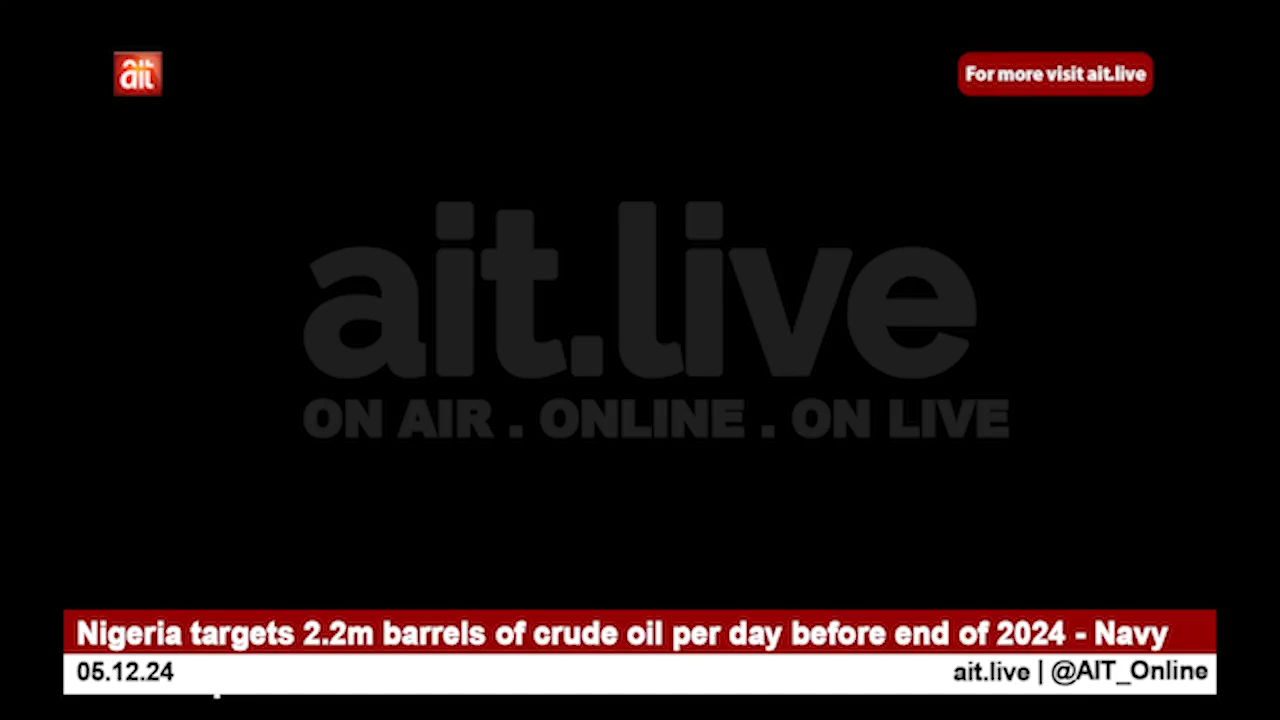 ait
For more visit ait.live
ait.live
ON AIR . ONLINE . ON LIVE
Nigeria targets 2.2m barrels of crude oil per day before end of 2024 - Navy
05.12.24
ait.live | @AIT_Online